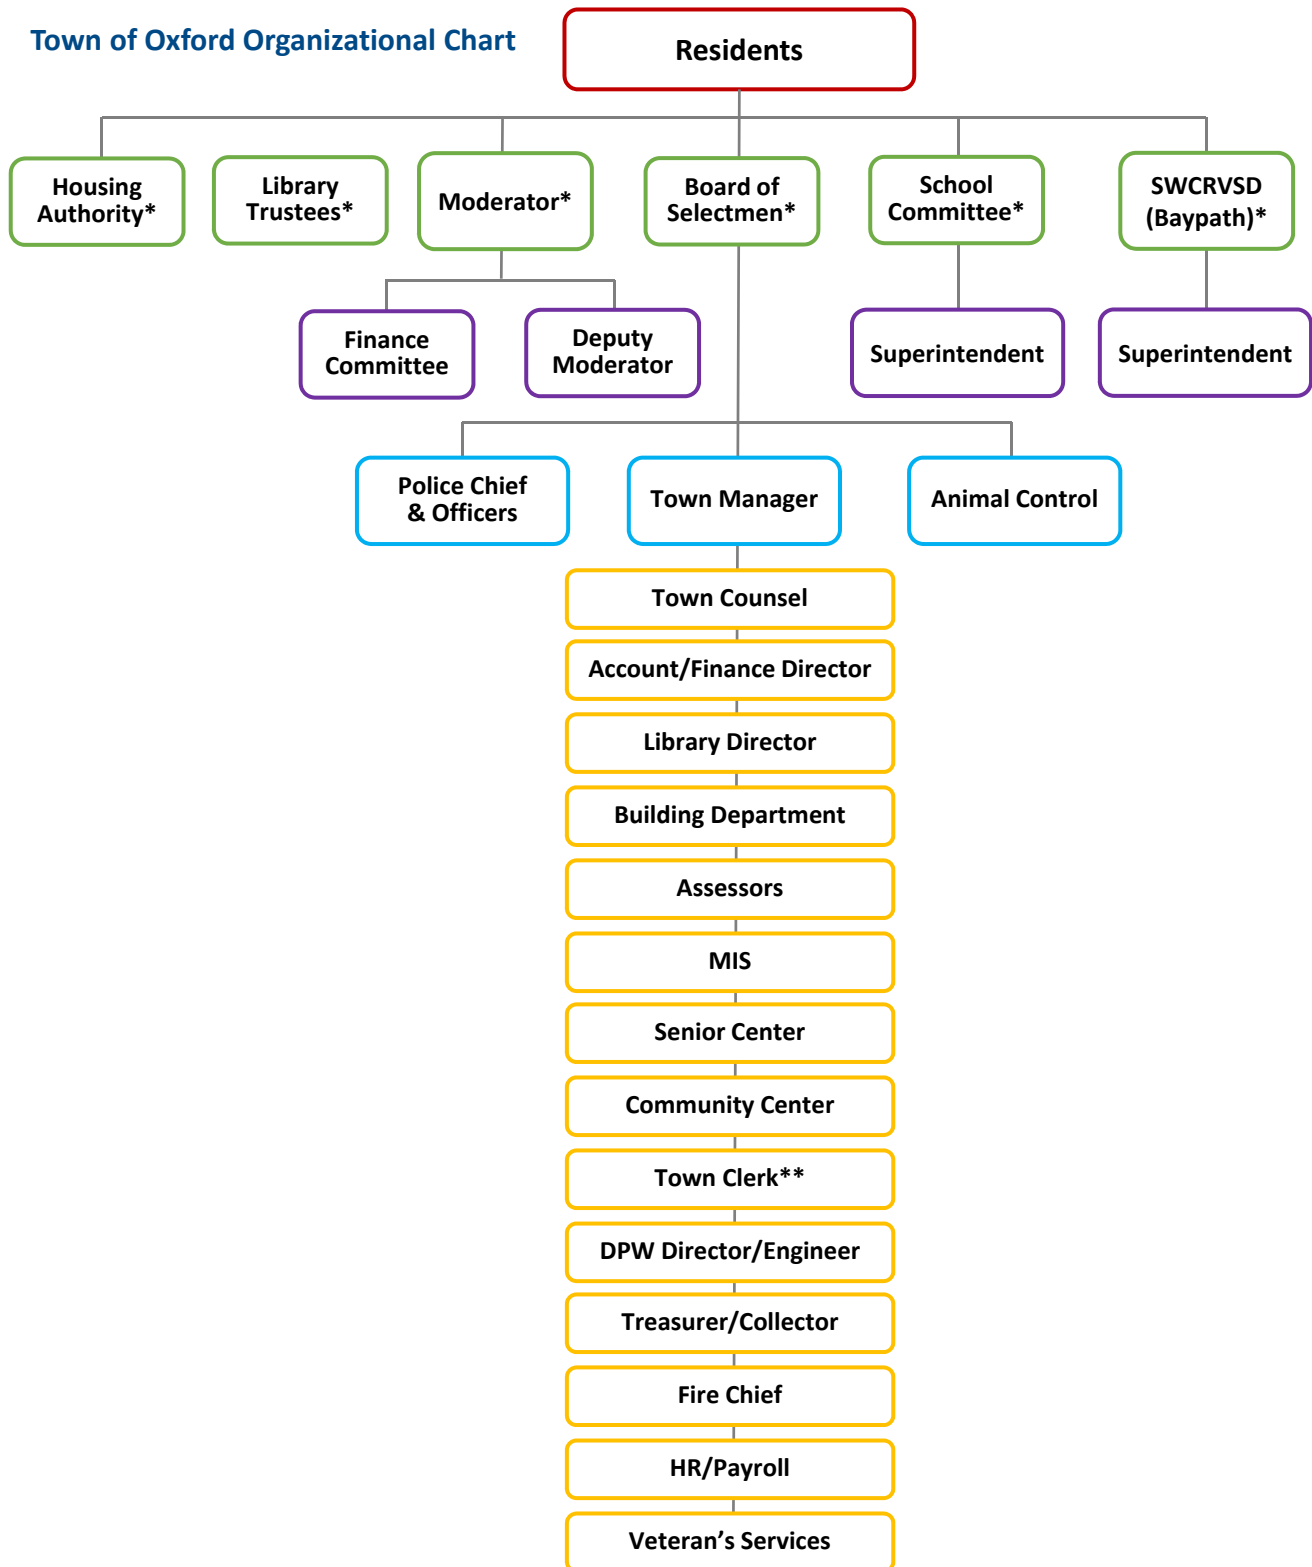 Town of Oxford Organizational Chart
Residents
Housing
Authority*
Library
Trustees*
Moderator*
Board of
Selectmen*
School
Committee*
SWCRVSD
(Baypath)*
Finance
Committee
Deputy
Moderator
Superintendent
Superintendent
Police Chief
& Officers
Town Manager
Animal Control
Town Counsel
Account/Finance Director
Library Director
Building Department
Assessors
MIS
Senior Center
Community Center
Town Clerk**
DPW Director/Engineer
Treasurer/Collector
Fire Chief
HR/Payroll
Veteran’s Services